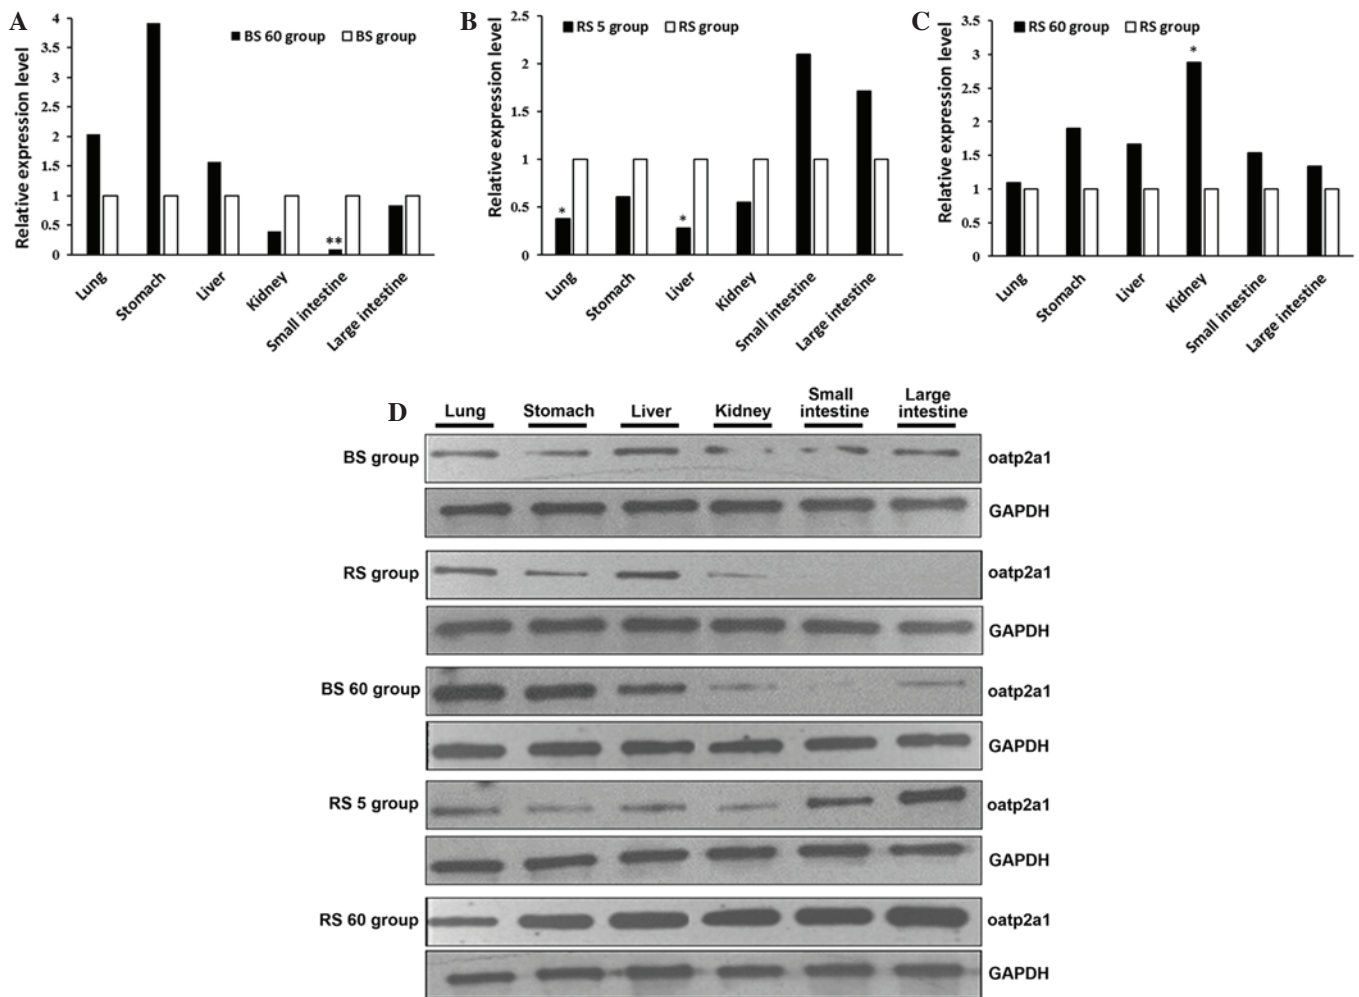 A
Relative expression level
4
3.5
3
2.5
2
1.5
1
0.5
0
BS 60 group
BS group
**
Lung
Stomach
Liver
Kidney
Small intestine
Large intestine
B
Relative expression level
2.5
2
1.5
1
0.5
0
RS 5 group
RS group
*
*
Lung
Stomach
Liver
Kidney
Small intestine
Large intestine
C
Relative expression level
3.5
3
2.5
2
1.5
1
0.5
0
RS 60 group
RS group
*
Lung
Stomach
Liver
Kidney
Small intestine
Large intestine
D
Lung
Stomach
Liver
Kidney
Small
intestine
Large
intestine
BS group
oatp2a1
GAPDH
RS group
oatp2a1
GAPDH
BS 60 group
oatp2a1
GAPDH
RS 5 group
oatp2a1
GAPDH
RS 60 group
oatp2a1
GAPDH